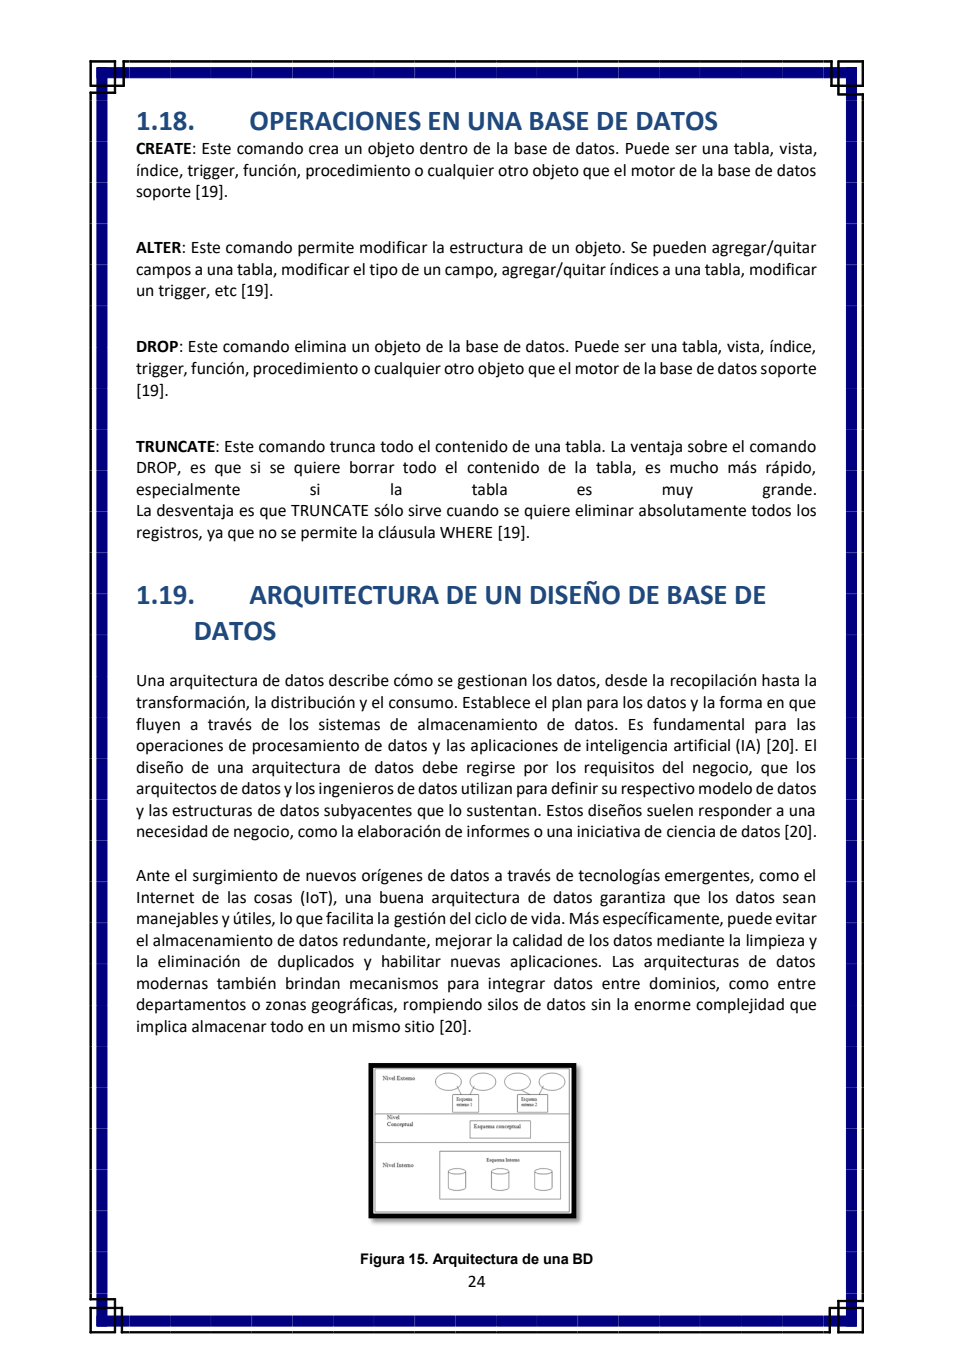 1.18. OPERACIONES EN UNA BASE DE DATOS
CREATE: Este comando crea un objeto dentro de la base de datos. Puede ser una tabla, vista,
índice, trigger, función, procedimiento o cualquier otro objeto que el motor de la base de datos
soporte [19].
ALTER: Este comando permite modificar la estructura de un objeto. Se pueden agregar/quitar
campos a una tabla, modificar el tipo de un campo, agregar/quitar índices a una tabla, modificar
un trigger, etc [19].
DROP: Este comando elimina un objeto de la base de datos. Puede ser una tabla, vista, índice,
trigger, función, procedimiento o cualquier otro objeto que el motor de la base de datos soporte
[19].
TRUNCATE: Este comando trunca todo el contenido de una tabla. La ventaja sobre el comando
DROP, es que si se quiere borrar todo el contenido de la tabla, es mucho más rápido,
especialmente si la tabla es muy grande.
La desventaja es que TRUNCATE sólo sirve cuando se quiere eliminar absolutamente todos los
registros, ya que no se permite la cláusula WHERE [19].
1.19. ARQUITECTURA DE UN DISEÑO DE BASE DE
DATOS
Una arquitectura de datos describe cómo se gestionan los datos, desde la recopilación hasta la
transformación, la distribución y el consumo. Establece el plan para los datos y la forma en que
fluyen a través de los sistemas de almacenamiento de datos. Es fundamental para las
operaciones de procesamiento de datos y las aplicaciones de inteligencia artificial (IA) [20]. El
diseño de una arquitectura de datos debe regirse por los requisitos del negocio, que los
arquitectos de datos y los ingenieros de datos utilizan para definir su respectivo modelo de datos
y las estructuras de datos subyacentes que lo sustentan. Estos diseños suelen responder a una
necesidad de negocio, como la elaboración de informes o una iniciativa de ciencia de datos [20].
Ante el surgimiento de nuevos orígenes de datos a través de tecnologías emergentes, como el
Internet de las cosas (IoT), una buena arquitectura de datos garantiza que los datos sean
manejables y útiles, lo que facilita la gestión del ciclo de vida. Más específicamente, puede evitar
el almacenamiento de datos redundante, mejorar la calidad de los datos mediante la limpieza y
la eliminación de duplicados y habilitar nuevas aplicaciones. Las arquitecturas de datos
modernas también brindan mecanismos para integrar datos entre dominios, como entre
departamentos o zonas geográficas, rompiendo silos de datos sin la enorme complejidad que
implica almacenar todo en un mismo sitio [20].
Nivel Externo
Esquema
externo 1
Esquema
externo 2
Nivel
Conceptual
Esquema conceptual
Nivel Interno
Esquema Interno
Figura 15. Arquitectura de una BD
24